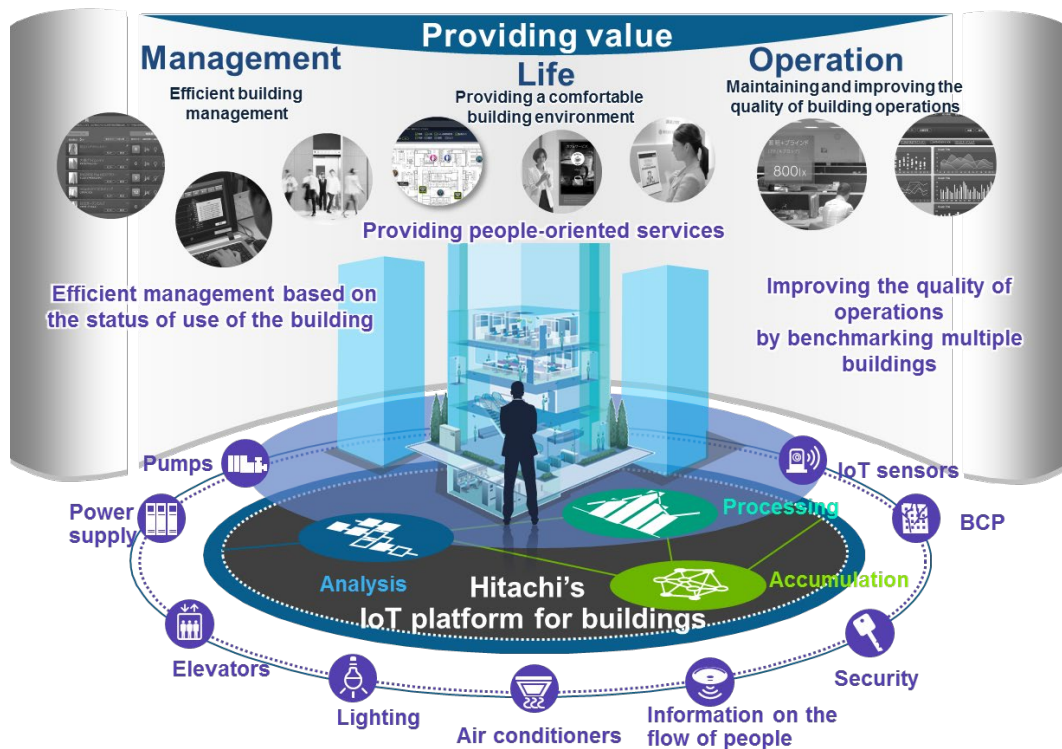 Providing value
Management
Efficient building
management
Life
Providing a comfortable
building environment
Operation
Maintaining and improving the
quality of building operations
800lx
Providing people-oriented services
Efficient management based on
the status of use of the building
Improving the quality of
operations
by benchmarking multiple
buildings
Pumps
IoT sensors
Power
supply
Processing
BCP
Analysis
Accumulation
Hitachi's
IoT platform for buildings
Elevators
Security
Lighting
Air conditioners
Information on the
flow of people